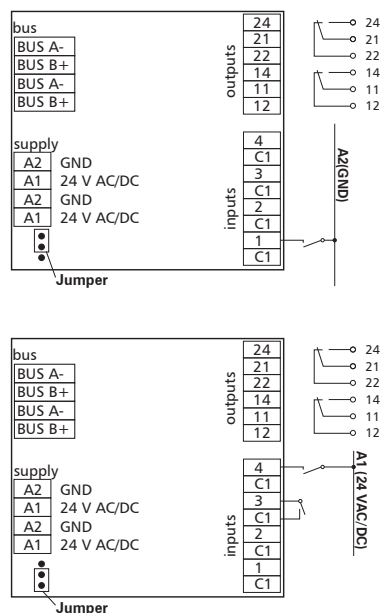 bus
BUS A-
BUS B+
BUS A-
BUS B+
supply
A2 GND
A1 24 V AC/DC
A2 GND
A1 24 V AC/DC
Jumper
outputs
24
21
22
14
11
12
inputs
4
C1
3
C1
2
C1
1
C1
24
21
22
14
11
12
A2(GND)
bus
BUS A-
BUS B+
BUS A-
BUS B+
supply
A2 GND
A1 24 V AC/DC
A2 GND
A1 24 V AC/DC
Jumper
outputs
24
21
22
14
11
12
inputs
4
C1
3
C1
2
C1
1
C1
24
21
22
14
11
12
A1 (24 VAC/DC)